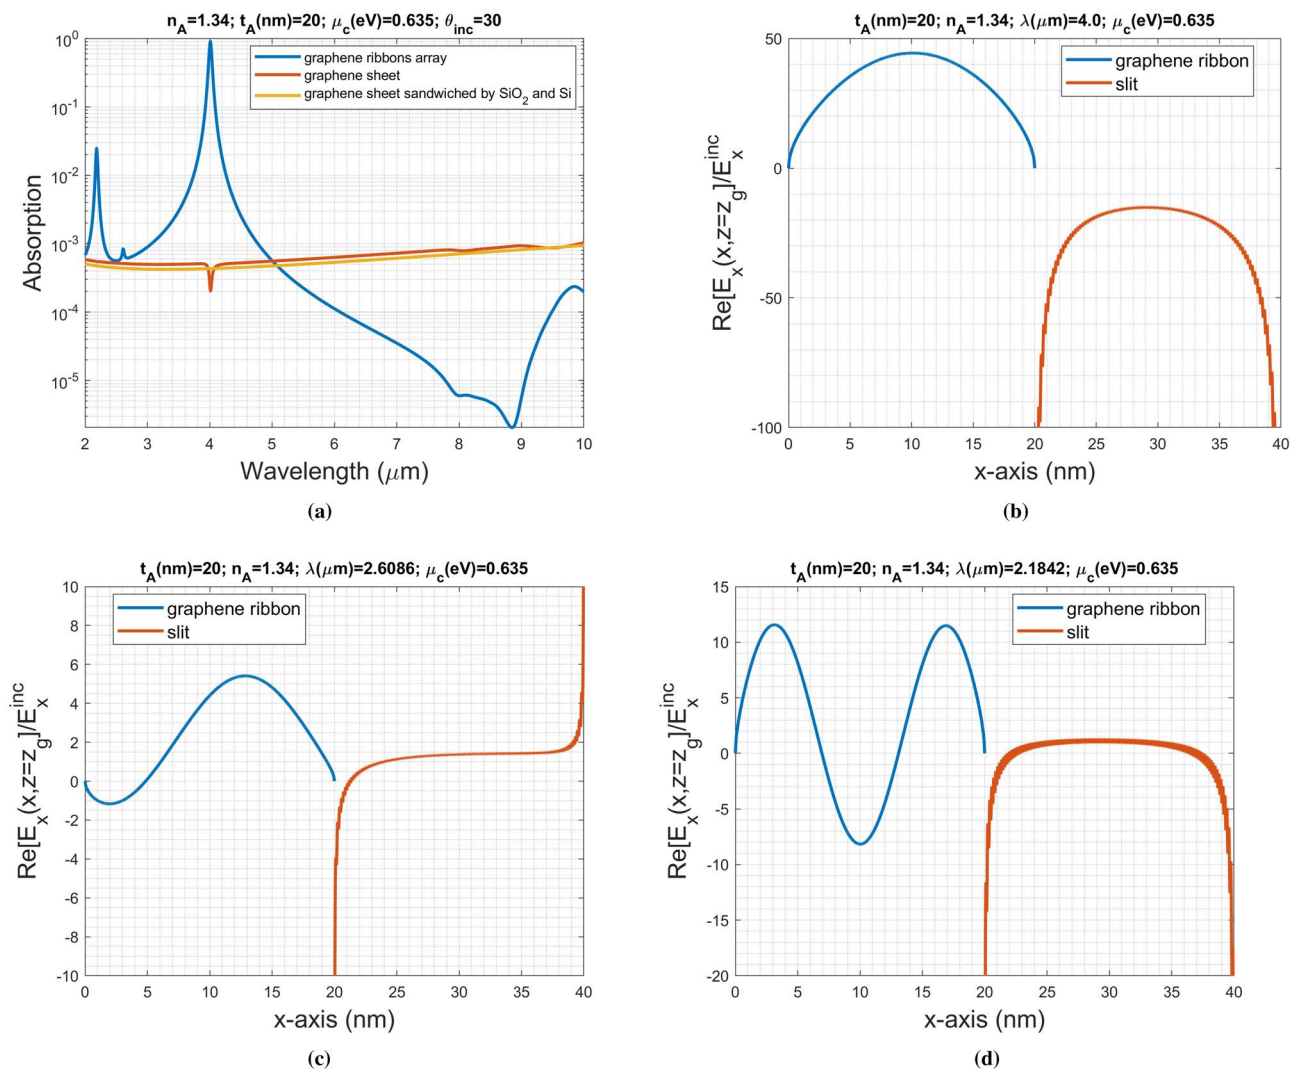 n_A=1.34; t_A(nm)=20; μ_c(eV)=0.635; θ_inc=30
10^0
10^-1
10^-2
10^-3
10^-4
10^-5
Absorption
graphene ribbons array
graphene sheet
graphene sheet sandwiched by SiO_2 and Si
2 3 4 5 6 7 8 9 10
Wavelength (μm)
(a)
t_A(nm)=20; n_A=1.34; λ(μm)=4.0; μ_c(eV)=0.635
50
0
-50
-100
Re[E_x(x,z=z_g]/E_x^inc
graphene ribbon
slit
0 5 10 15 20 25 30 35 40
x-axis (nm)
(b)
t_A(nm)=20; n_A=1.34; λ(μm)=2.6086; μ_c(eV)=0.635
10
8
6
4
2
0
-2
-4
-6
-8
-10
Re[E_x(x,z=z_g]/E_x^inc
graphene ribbon
slit
0 5 10 15 20 25 30 35 40
x-axis (nm)
(c)
t_A(nm)=20; n_A=1.34; λ(μm)=2.1842; μ_c(eV)=0.635
15
10
5
0
-5
-10
-15
-20
Re[E_x(x,z=z_g]/E_x^inc
graphene ribbon
slit
0 5 10 15 20 25 30 35 40
x-axis (nm)
(d)